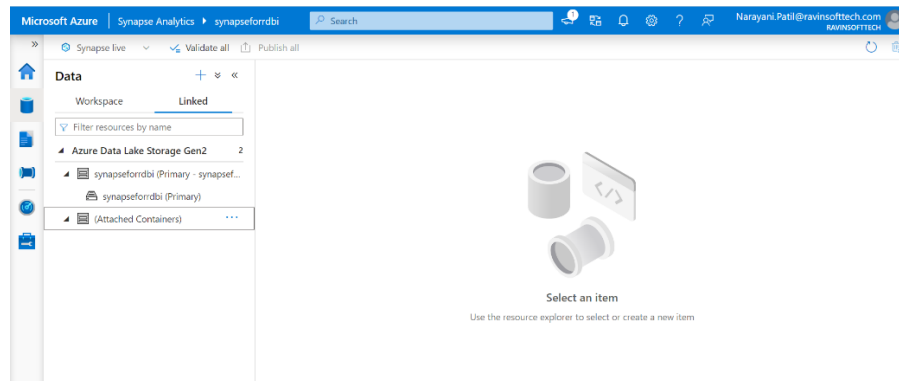 Microsoft Azure | Synapse Analytics ▸ synapseforrdbi Search 1 Narayani.Patil@ravinsofttech.com
RAVINSOFTTECH
» Synapse live Validate all Publish all
Data
Workspace Linked
Filter resources by name
Azure Data Lake Storage Gen2 2
synapseforrdbi (Primary - synapsef...
synapseforrdbi (Primary)
(Attached Containers) ...
Select an item
Use the resource explorer to select or create a new item